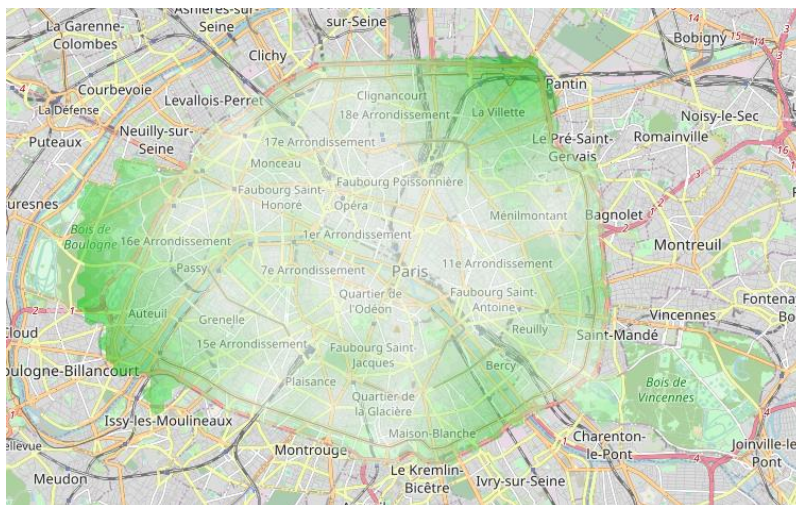 Asnières-sur-
Seine
sur-Seine
La Garenne-
Colombes
Clichy
Bobigny
Courbevoie
Pantin
La Défense
Levallois-Perret
Clignancourt
La Villette
18e Arrondissement
Noisy-le-Sec
Neuilly-sur-
Seine
Puteaux
Le Pré-Saint-
Gervais
Romainville
17e Arrondissement
Monceau
Faubourg Poissonnière
Faubourg Saint-
Honoré
Opéra
Ménilmontant
Bagnolet
Bois de
Boulogne
16e Arrondissement
1er Arrondissement
Montreuil
Passy
7e Arrondissement
Paris
11e Arrondissement
Quartier de
l'Odéon
Faubourg Saint-
Antoine
Auteuil
Grenelle
Reuilly
Vincennes
Saint-Mandé
15e Arrondissement
Faubourg Saint-
Jacques
Bercy
Plaisance
Bois de
Vincennes
Quartier de
la Glacière
Issy-les-Moulineaux
Maison-Blanche
Charenton-
le-Pont
Joinville-le-
Pont
Montrouge
Meudon
Le Kremlin-
Bicêtre
Ivry-sur-Seine